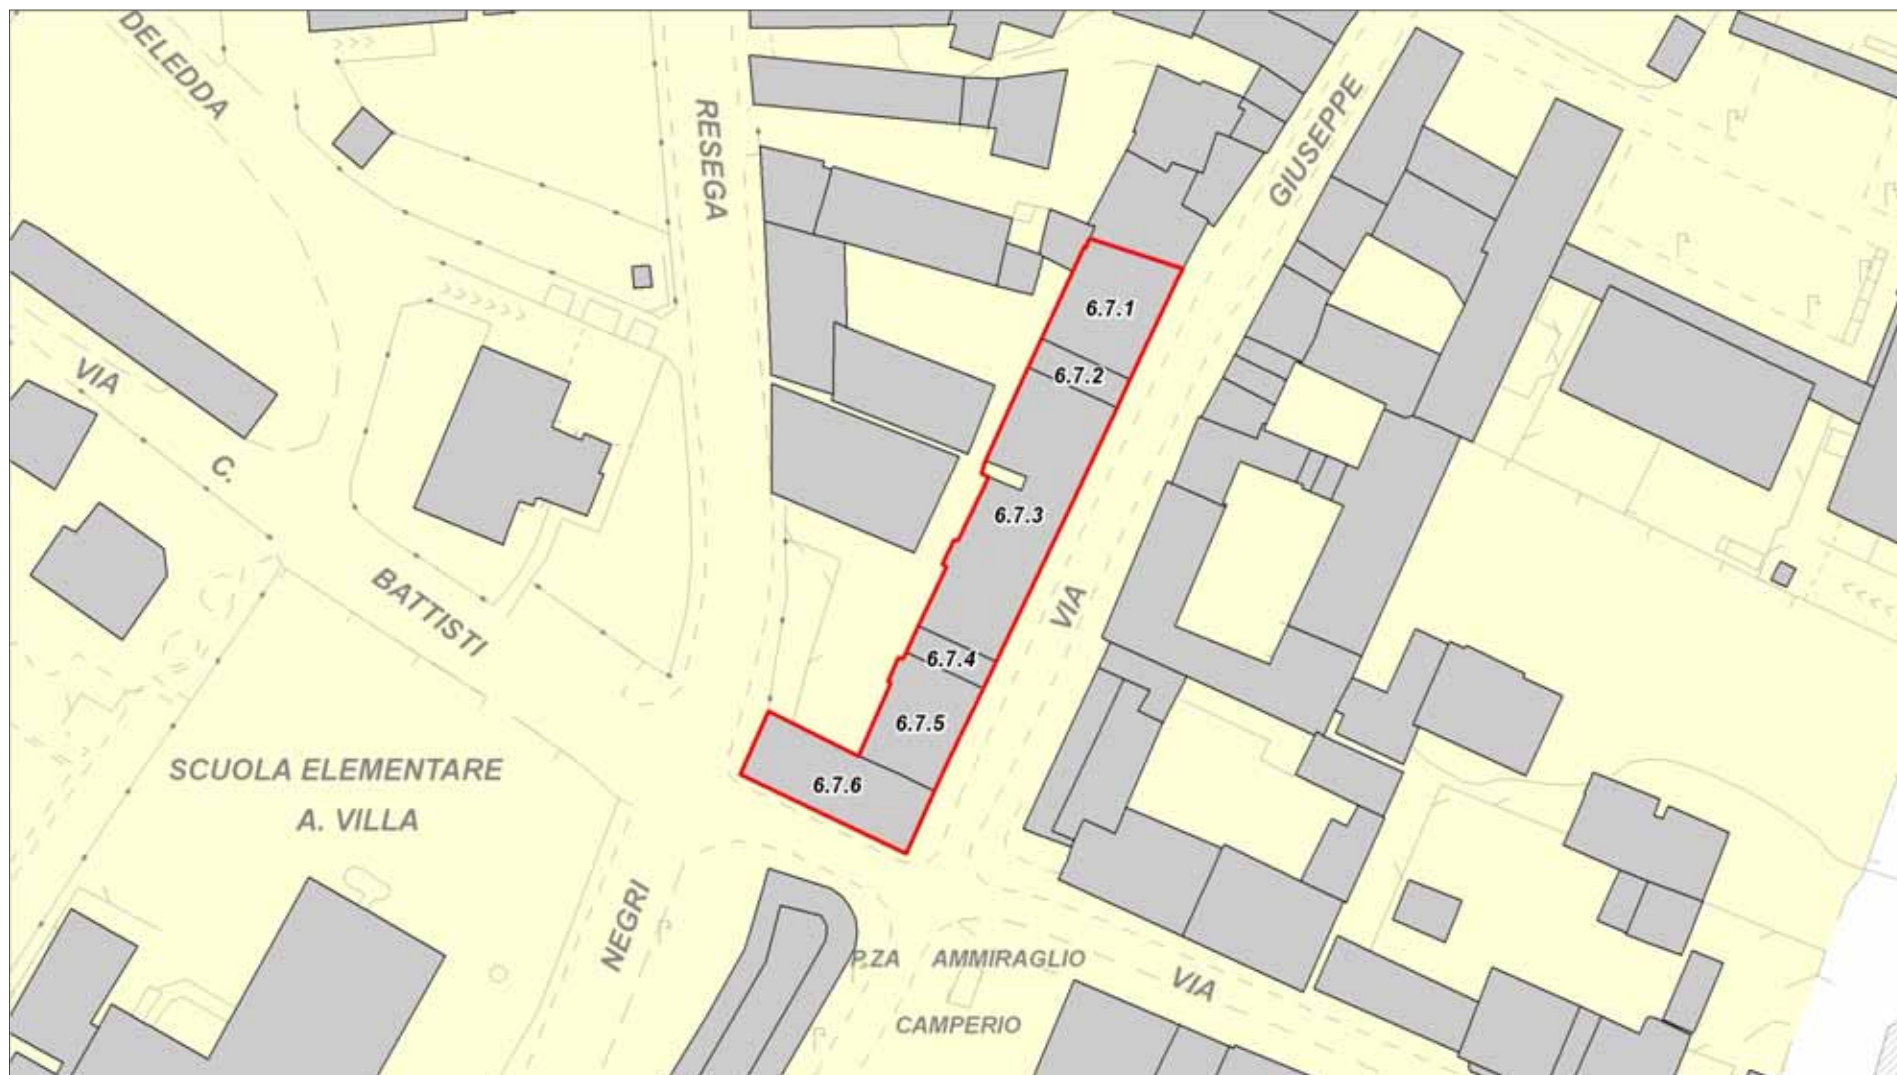 DELEDDA
RESEGA
GIUSEPPE
6.7.1
VIA
6.7.2
C.
6.7.3
BATTISTI
VIA
6.7.4
6.7.5
SCUOLA ELEMENTARE
A. VILLA
6.7.6
NEGRI
P.ZA AMMIRAGLIO
CAMPERIO
VIA